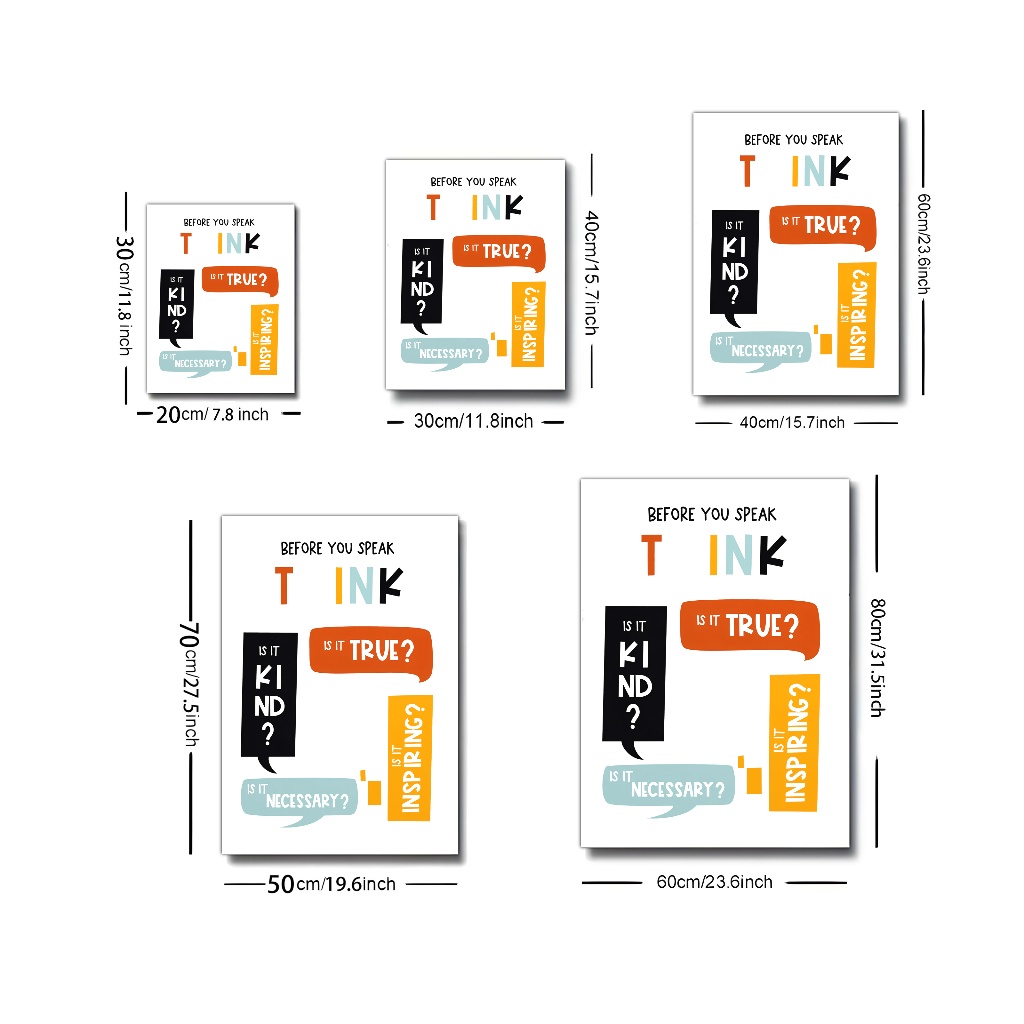 BEFORE YOU SPEAK
T INK
IS IT
KI
ND
?
IS IT TRUE?
IS IT
INSPIRING?
IS IT NECESSARY?
30cm/11.8 inch
20cm/ 7.8 inch
BEFORE YOU SPEAK
T INK
IS IT
KI
ND
?
IS IT TRUE?
IS IT
INSPIRING?
IS IT NECESSARY?
40cm/15.7inch
30cm/11.8inch
BEFORE YOU SPEAK
T INK
IS IT
KI
ND
?
IS IT TRUE?
IS IT
INSPIRING?
IS IT NECESSARY?
60cm/23.6inch
40cm/15.7inch
BEFORE YOU SPEAK
T INK
IS IT
KI
ND
?
IS IT TRUE?
IS IT
INSPIRING?
IS IT NECESSARY?
70cm/27.5inch
50cm/19.6inch
BEFORE YOU SPEAK
T INK
IS IT
KI
ND
?
IS IT TRUE?
IS IT
INSPIRING?
IS IT NECESSARY?
80cm/31.5inch
60cm/23.6inch